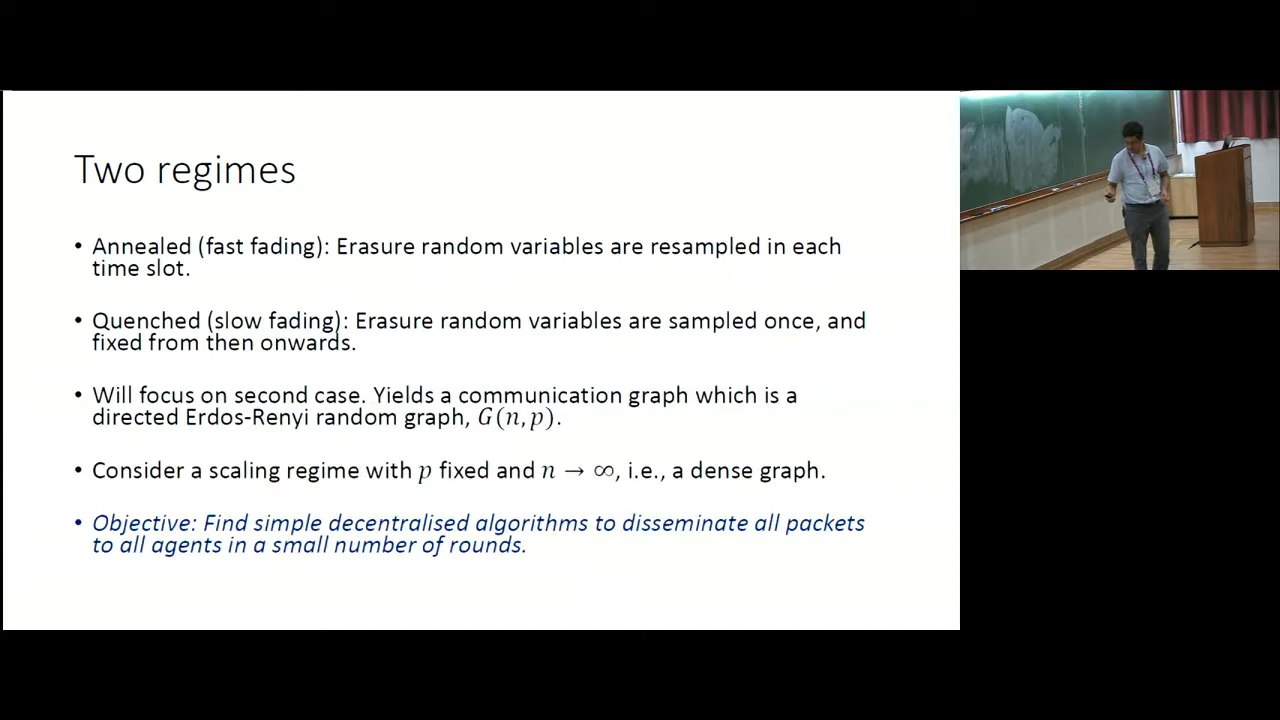 Two regimes
• Annealed (fast fading): Erasure random variables are resampled in each
time slot.
• Quenched (slow fading): Erasure random variables are sampled once, and
fixed from then onwards.
• Will focus on second case. Yields a communication graph which is a
directed Erdos-Renyi random graph, G(n,p).
• Consider a scaling regime with p fixed and n → ∞, i.e., a dense graph.
• Objective: Find simple decentralised algorithms to disseminate all packets
to all agents in a small number of rounds.